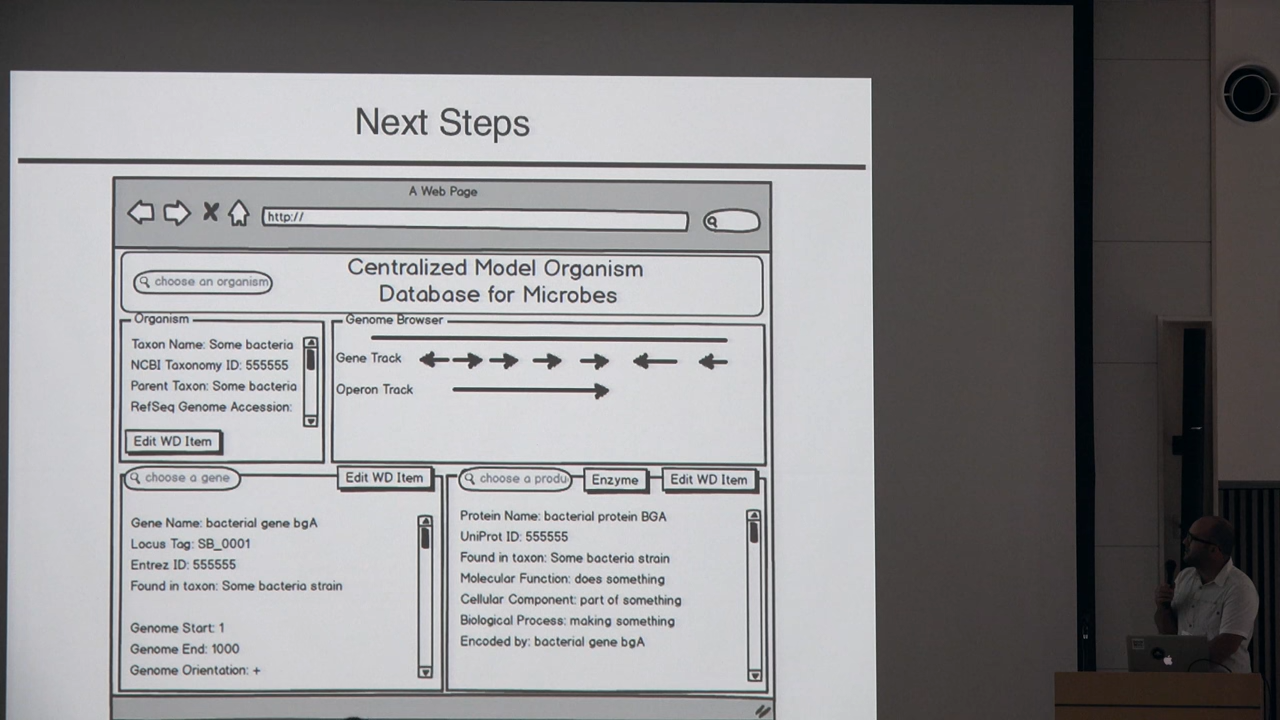 Next Steps
A Web Page
http://
choose an organism
Centralized Model Organism
Database for Microbes
Organism
Taxon Name: Some bacteria
NCBI Taxonomy ID: 555555
Parent Taxon: Some bacteria
RefSeq Genome Accession:
Edit WD Item
Genome Browser
Gene Track
Operon Track
choose a gene
Edit WD Item
Gene Name: bacterial gene bgA
Locus Tag: SB_0001
Entrez ID: 555555
Found in taxon: Some bacteria strain
Genome Start: 1
Genome End: 1000
Genome Orientation: +
choose a produ
Enzyme
Edit WD Item
Protein Name: bacterial protein BGA
UniProt ID: 555555
Found in taxon: Some bacteria strain
Molecular Function: does something
Cellular Component: part of something
Biological Process: making something
Encoded by: bacterial gene bgA